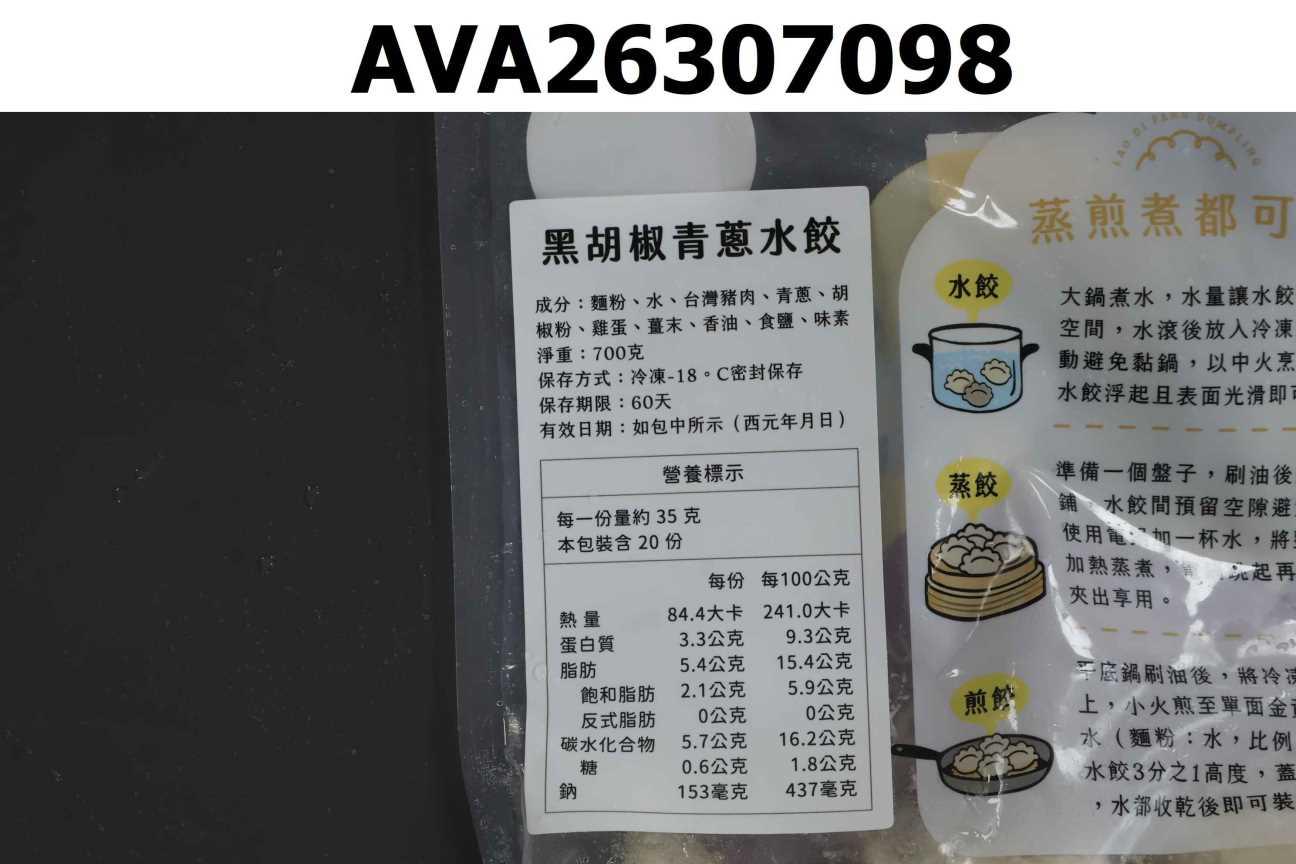 AVA26307098
黑胡椒青蔥水餃
成分：麵粉、水、台灣豬肉、青蔥、胡
椒粉、雞蛋、薑末、香油、食鹽、味素
淨重：700克
保存方式：冷凍-18。C密封保存
保存期限：60天
有效日期：如包中所示（西元年月日）
營養標示
每一份量約 35 克
本包裝含 20 份
每份 每100公克
熱量 84.4大卡 241.0大卡
蛋白質 3.3公克 9.3公克
脂肪 5.4公克 15.4公克
飽和脂肪 2.1公克 5.9公克
反式脂肪 0公克 0公克
碳水化合物 5.7公克 16.2公克
糖 0.6公克 1.8公克
鈉 153毫克 437毫克
LAO DI FANG DUMPLING
蒸煎煮都可
水餃
大鍋煮水，水量讓水餃
空間，水滾後放入冷凍
動避免黏鍋，以中火烹
水餃浮起且表面光滑即可
蒸餃
準備一個盤子，刷油後
鋪，水餃間預留空隙避
使用電 加一杯水，將
加熱蒸煮， 跳起再
夾出享用。
煎餃
平底鍋刷油後，將冷凍
上，小火煎至單面金黃
水（麵粉：水，比例
水餃3分之1高度，蓋
，水都收乾後即可裝